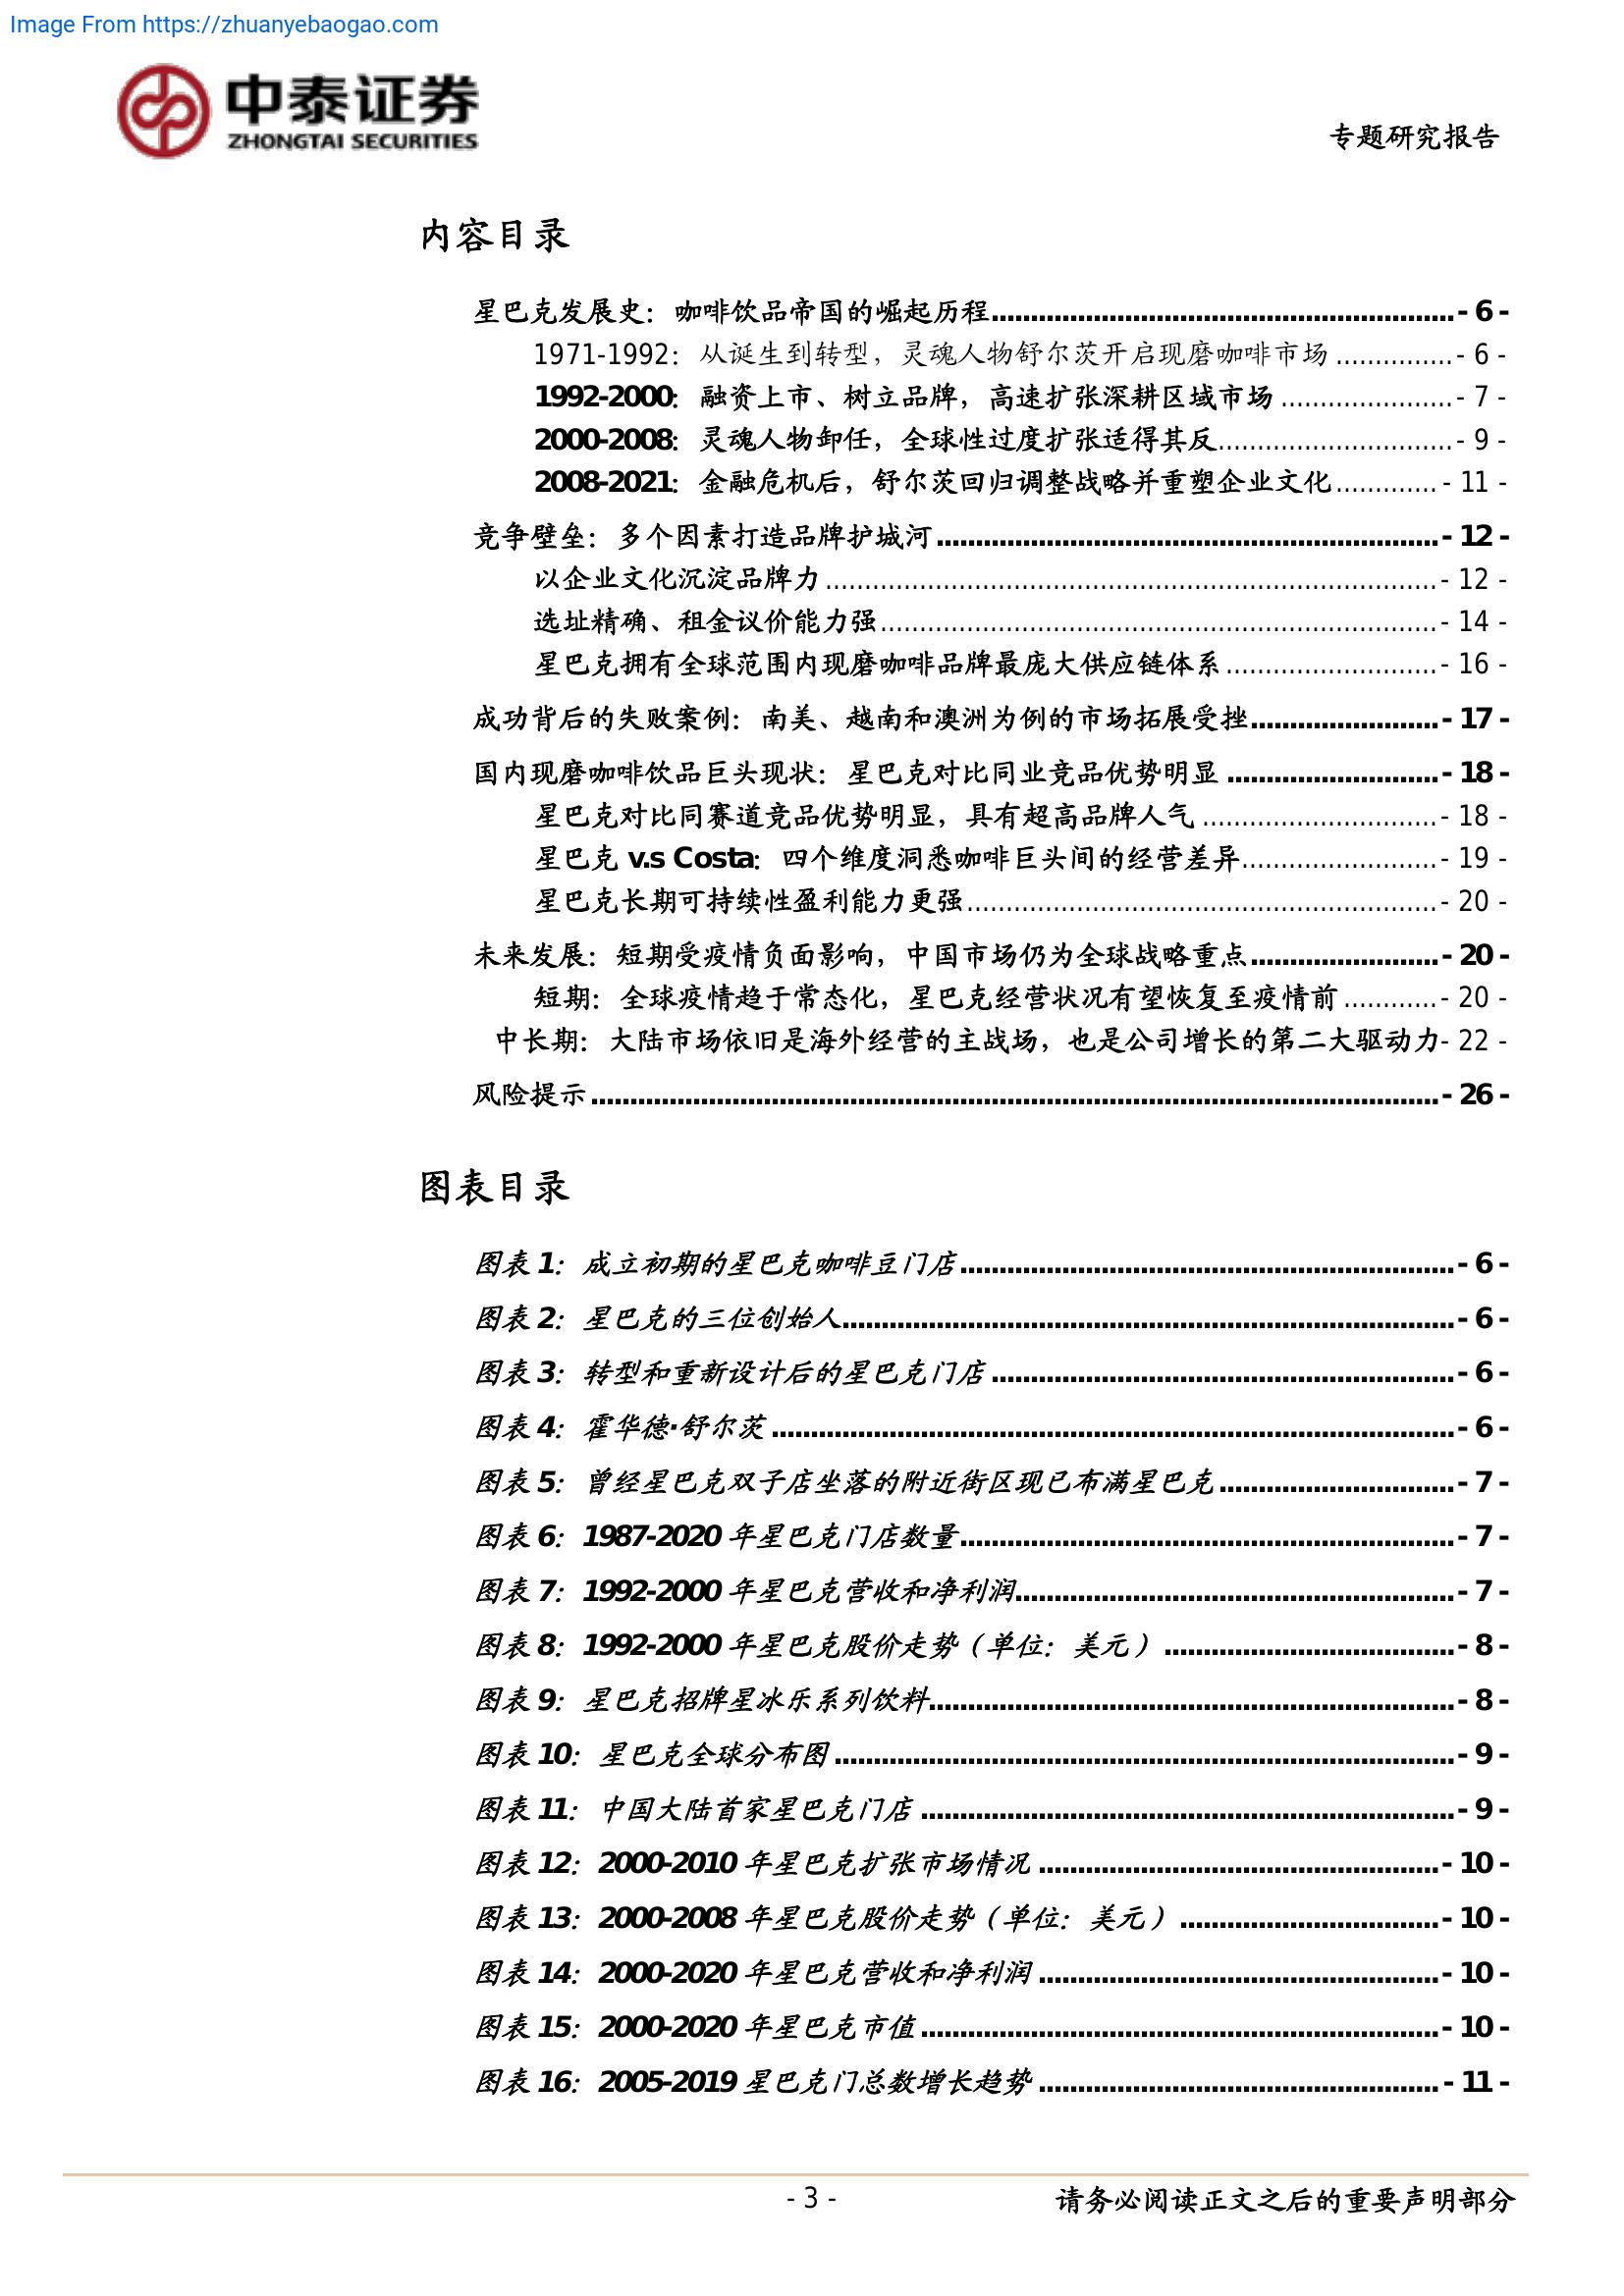 Image From https://zhuanyebaogao.com
中泰证券
ZHONGTAI SECURITIES
专题研究报告
内容目录
星巴克发展史：咖啡饮品帝国的崛起历程 - 6 -
1971-1992：从诞生到转型，灵魂人物舒尔茨开启现磨咖啡市场 - 6 -
1992-2000：融资上市、树立品牌，高速扩张深耕区域市场 - 7 -
2000-2008：灵魂人物卸任，全球性过度扩张适得其反 - 9 -
2008-2021：金融危机后，舒尔茨回归调整战略并重塑企业文化 - 11 -
竞争壁垒：多个因素打造品牌护城河 - 12 -
以企业文化沉淀品牌力 - 12 -
选址精确、租金议价能力强 - 14 -
星巴克拥有全球范围内现磨咖啡品牌最庞大供应链体系 - 16 -
成功背后的失败案例：南美、越南和澳洲为例的市场拓展受挫 - 17 -
国内现磨咖啡饮品巨头现状：星巴克对比同业竞品优势明显 - 18 -
星巴克对比同赛道竞品优势明显，具有超高品牌人气 - 18 -
星巴克 v.s Costa：四个维度洞悉咖啡巨头间的经营差异 - 19 -
星巴克长期可持续性盈利能力更强 - 20 -
未来发展：短期受疫情负面影响，中国市场仍为全球战略重点 - 20 -
短期：全球疫情趋于常态化，星巴克经营状况有望恢复至疫情前 - 20 -
中长期：大陆市场依旧是海外经营的主战场，也是公司增长的第二大驱动力 - 22 -
风险提示 - 26 -
图表目录
图表 1：成立初期的星巴克咖啡豆门店 - 6 -
图表 2：星巴克的三位创始人 - 6 -
图表 3：转型和重新设计后的星巴克门店 - 6 -
图表 4：霍华德·舒尔茨 - 6 -
图表 5：曾经星巴克双子店坐落的附近街区现已布满星巴克 - 7 -
图表 6：1987-2020 年星巴克门店数量 - 7 -
图表 7：1992-2000 年星巴克营收和净利润 - 7 -
图表 8：1992-2000 年星巴克股价走势（单位：美元） - 8 -
图表 9：星巴克招牌星冰乐系列饮料 - 8 -
图表 10：星巴克全球分布图 - 9 -
图表 11：中国大陆首家星巴克门店 - 9 -
图表 12：2000-2010 年星巴克扩张市场情况 - 10 -
图表 13：2000-2008 年星巴克股价走势（单位：美元） - 10 -
图表 14：2000-2020 年星巴克营收和净利润 - 10 -
图表 15：2000-2020 年星巴克市值 - 10 -
图表 16：2005-2019 星巴克门总数增长趋势 - 11 -
- 3 -
请务必阅读正文之后的重要声明部分